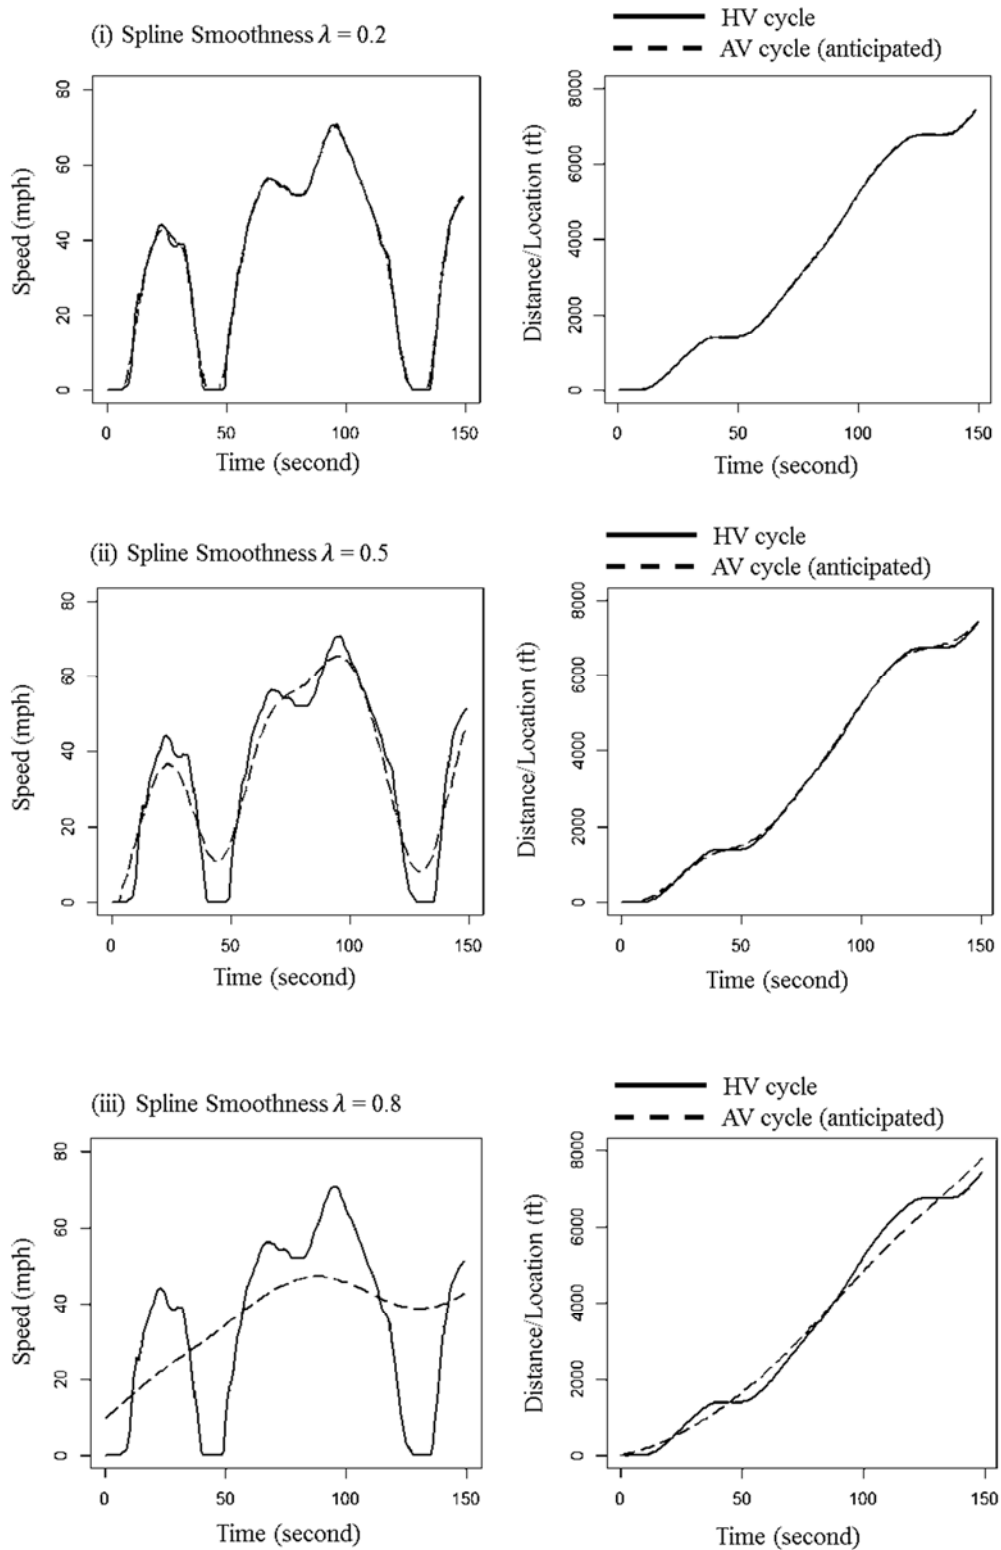 (i) Spline Smoothness λ = 0.2
HV cycle
AV cycle (anticipated)
80
60
40
20
0
Speed (mph)
0 50 100 150
Time (second)
8000
6000
4000
2000
0
Distance/Location (ft)
0 50 100 150
Time (second)
(ii) Spline Smoothness λ = 0.5
HV cycle
AV cycle (anticipated)
80
60
40
20
0
Speed (mph)
0 50 100 150
Time (second)
8000
6000
4000
2000
0
Distance/Location (ft)
0 50 100 150
Time (second)
(iii) Spline Smoothness λ = 0.8
HV cycle
AV cycle (anticipated)
80
60
40
20
0
Speed (mph)
0 50 100 150
Time (second)
8000
6000
4000
2000
0
Distance/Location (ft)
0 50 100 150
Time (second)